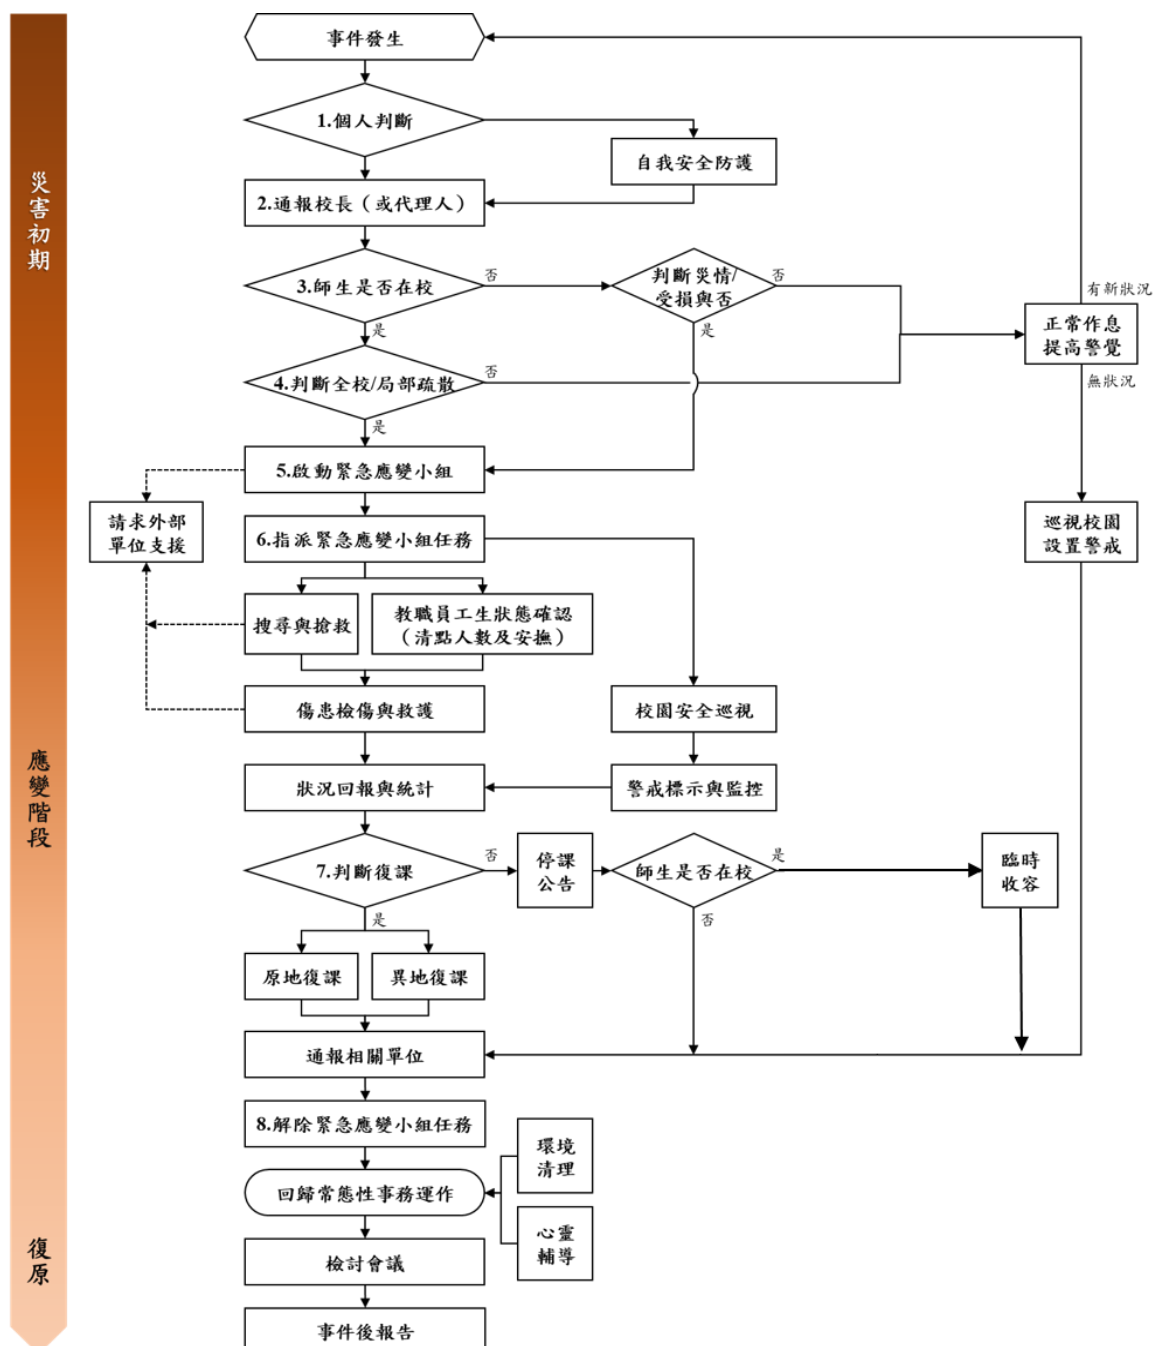 災害初期
應變階段
復原
事件發生
1.個人判斷
自我安全防護
2.通報校長（或代理人）
3.師生是否在校
否
是
判斷災情/
受損與否
否
是
有新狀況
正常作息
提高警覺
無狀況
4.判斷全校/局部疏散
否
是
5.啟動緊急應變小組
請求外部
單位支援
6.指派緊急應變小組任務
巡視校園
設置警戒
搜尋與搶救
教職員工生狀態確認
（清點人數及安撫）
傷患檢傷與救護
校園安全巡視
狀況回報與統計
警戒標示與監控
7.判斷復課
否
是
停課
公告
師生是否在校
是
否
臨時
收容
原地復課
異地復課
通報相關單位
8.解除緊急應變小組任務
環境
清理
回歸常態性事務運作
心靈
輔導
檢討會議
事件後報告